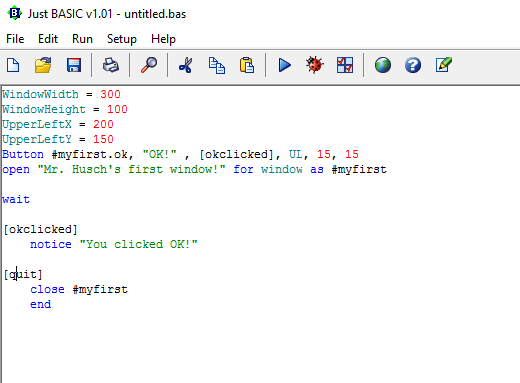 Just BASIC v1.01 - untitled.bas
File Edit Run Setup Help
WindowWidth = 300
WindowHeight = 100
UpperLeftX = 200
UpperLeftY = 150
Button #myfirst.ok, "OK!" , [okclicked], UL, 15, 15
open "Mr. Husch's first window!" for window as #myfirst
wait
[okclicked]
notice "You clicked OK!"
[quit]
close #myfirst
end